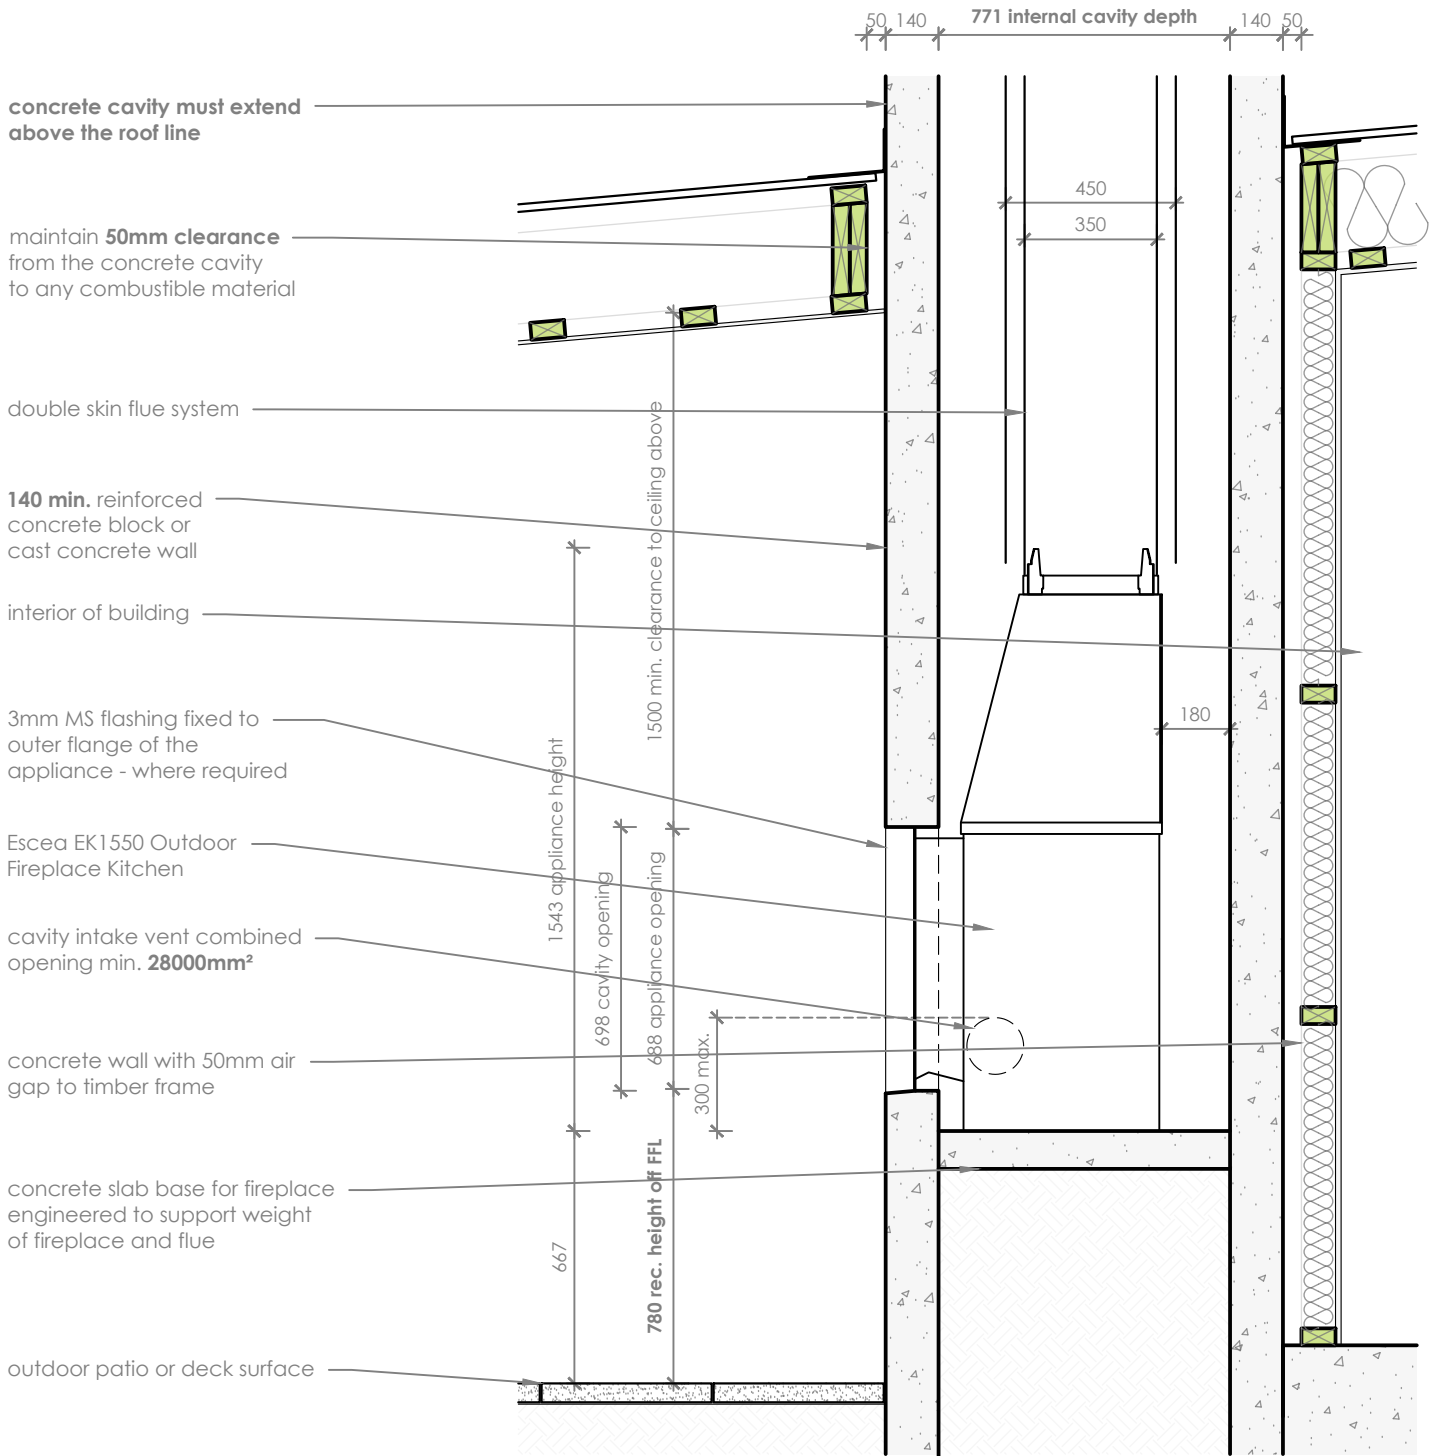 50 140 771 internal cavity depth 140 50
concrete cavity must extend
above the roof line
450
maintain 50mm clearance
from the concrete cavity
to any combustible material
350
double skin flue system
1500 min. clearance to ceiling above
140 min. reinforced
concrete block or
cast concrete wall
interior of building
3mm MS flashing fixed to
outer flange of the
appliance - where required
180
1543 appliance height
Escea EK1550 Outdoor
Fireplace Kitchen
698 cavity opening
688 appliance opening
cavity intake vent combined
opening min. 28000mm²
300 max.
concrete wall with 50mm air
gap to timber frame
780 rec. height off FFL
concrete slab base for fireplace
engineered to support weight
of fireplace and flue
667
outdoor patio or deck surface